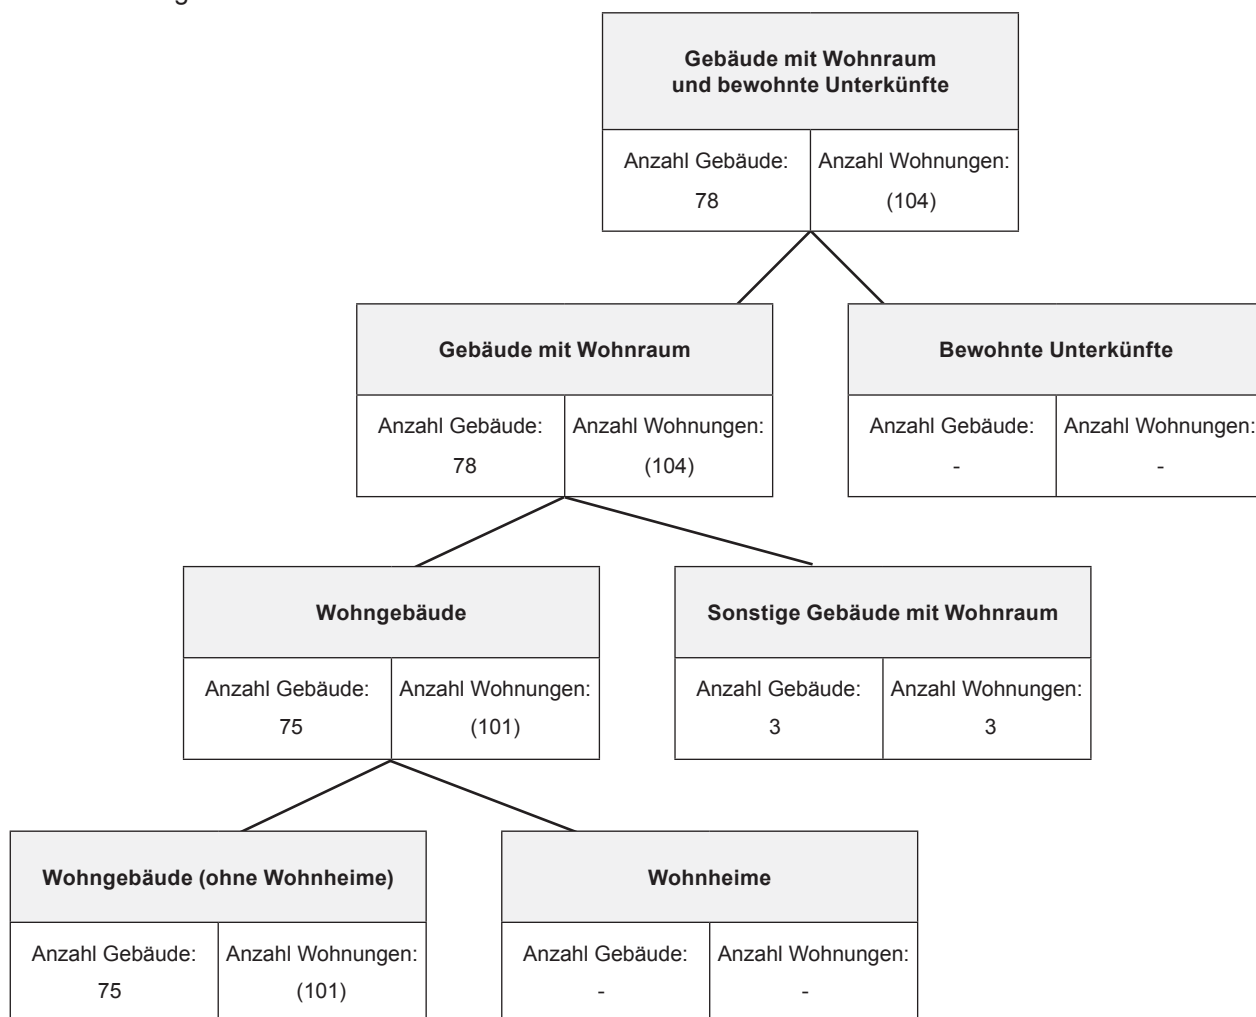 Gebäude mit Wohnraum
und bewohnte Unterkünfte
Anzahl Gebäude: Anzahl Wohnungen:
78 (104)
Gebäude mit Wohnraum
Bewohnte Unterkünfte
Anzahl Gebäude: Anzahl Wohnungen:
78 (104)
Anzahl Gebäude: Anzahl Wohnungen:
- -
Wohngebäude
Sonstige Gebäude mit Wohnraum
Anzahl Gebäude: Anzahl Wohnungen:
75 (101)
Anzahl Gebäude: Anzahl Wohnungen:
3 3
Wohngebäude (ohne Wohnheime)
Wohnheime
Anzahl Gebäude: Anzahl Wohnungen:
75 (101)
Anzahl Gebäude: Anzahl Wohnungen:
- -